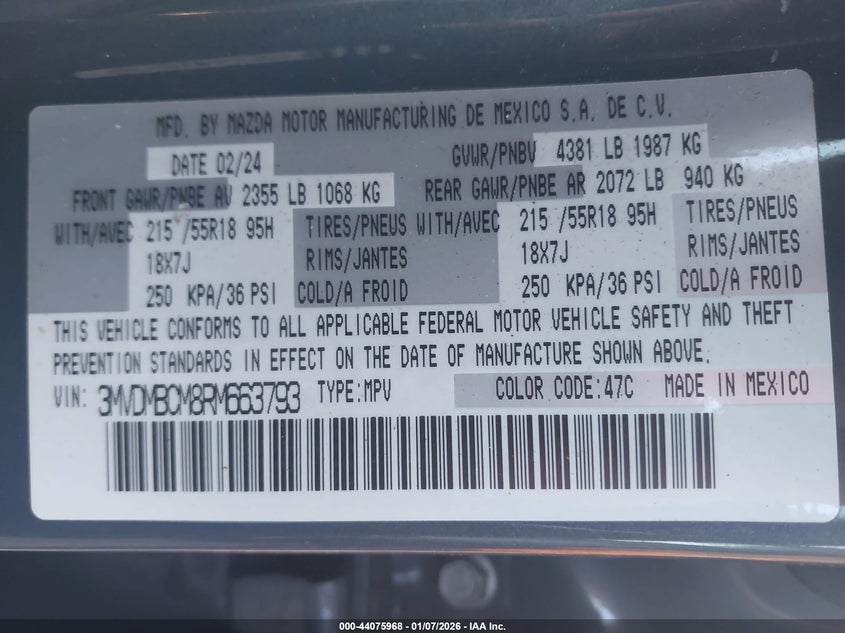 MFD. BY MAZDA MOTOR MANUFACTURING DE MEXICO S.A. DE C.V.
DATE 02/24 GVWR/PNBV 4381 LB 1987 KG
FRONT GAWR/PNBE AV 2355 LB 1068 KG REAR GAWR/PNBE AR 2072 LB 940 KG
WITH/AVEC 215 /55R18 95H TIRES/PNEUS WITH/AVEC 215 /55R18 95H TIRES/PNEUS
18X7J RIMS/JANTES 18X7J RIMS/JANTES
250 KPA/36 PSI COLD/A FROID 250 KPA/36 PSI COLD/A FROID
THIS VEHICLE CONFORMS TO ALL APPLICABLE FEDERAL MOTOR VEHICLE SAFETY AND THEFT
PREVENTION STANDARDS IN EFFECT ON THE DATE OF MANUFACTURE SHOWN ABOVE.
VIN: 3MVDMBCM8RM663793 TYPE:MPV COLOR CODE:47C MADE IN MEXICO
000-44075968 - 01/07/2026 - IAA Inc.